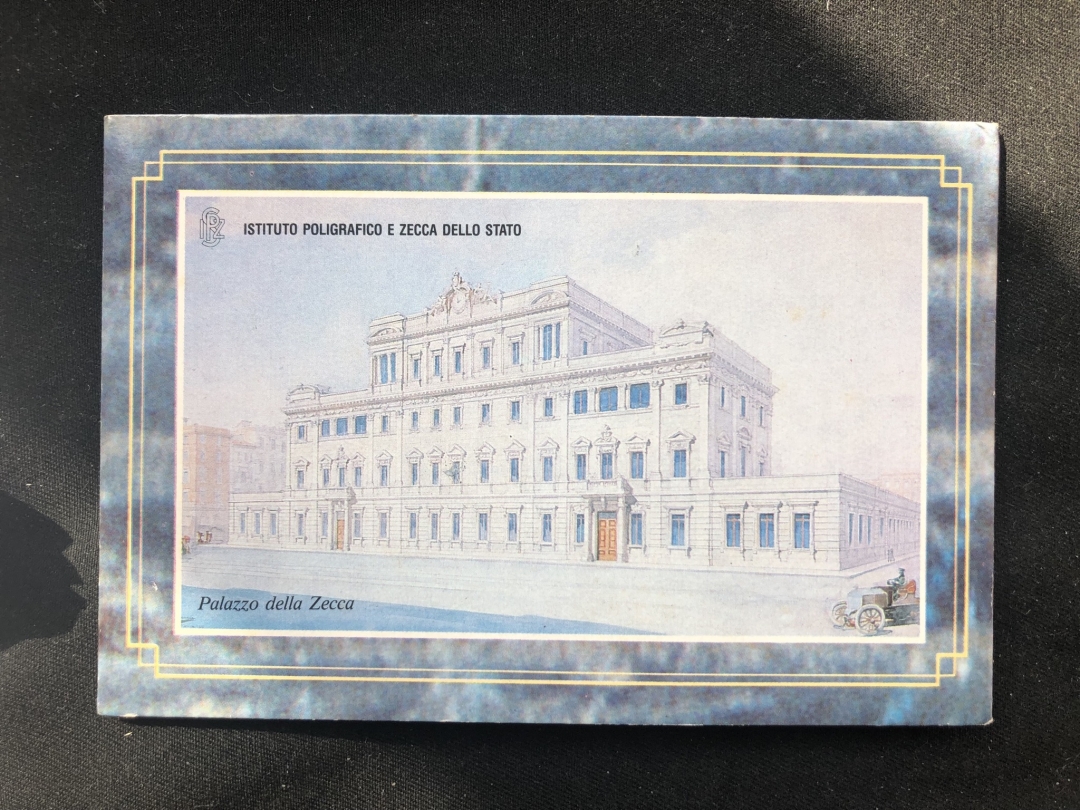 ISTITUTO POLIGRAFICO E ZECCA DELLO STATO
Palazzo della Zecca